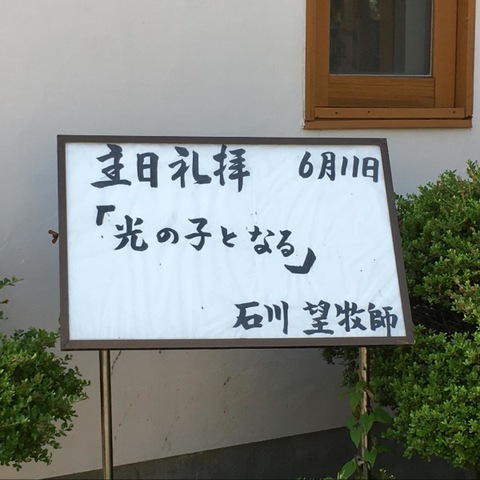 主日礼拝 6月11日
「光の子となる」
石川 望牧師